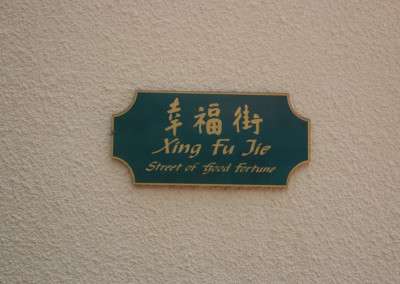 幸福街
Xing Fu Jie
Street of Good Fortune